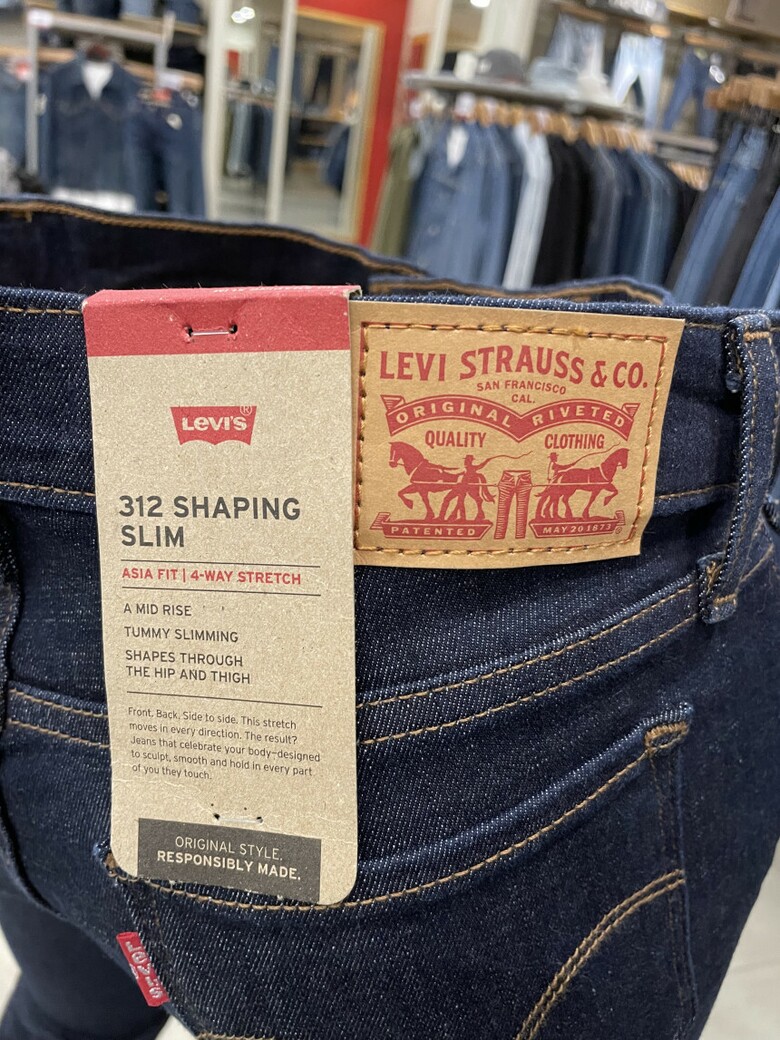 LEVI'S®
312 SHAPING
SLIM
ASIA FIT | 4-WAY STRETCH
A MID RISE
TUMMY SLIMMING
SHAPES THROUGH
THE HIP AND THIGH
Front. Back. Side to side. This stretch
moves in every direction. The result?
Jeans that celebrate your body—designed
to sculpt, smooth and hold in every part
of you they touch.
ORIGINAL STYLE.
RESPONSIBLY MADE.
LEVI STRAUSS & CO.
SAN FRANCISCO
CAL.
ORIGINAL RIVETED
QUALITY CLOTHING
PATENTED MAY 20 1873
LEVI'S